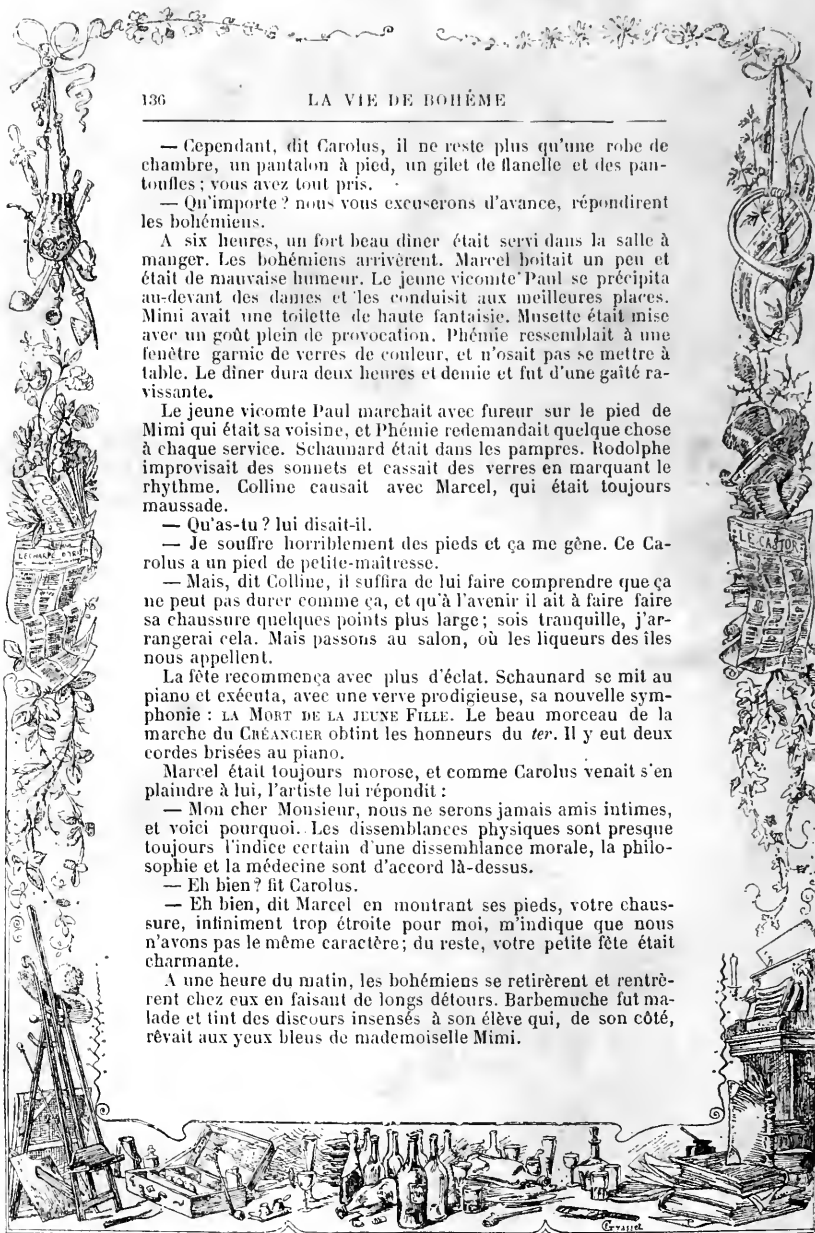 136 LA VIE DE BOHÉME
— Cependant, dit Carolus, il ne reste plus qu'une robe de
chambre, un pantalon à pied, un gilet de flanelle et des pan-
toufles ; vous avez tout pris.
— Qu'importe ? nous vous excuserons d'avance, répondirent
les bohémiens.
A six heures, un fort beau dîner était servi dans la salle à
manger. Les bohémiens arrivèrent. Marcel boitait un peu et
était de mauvaise humeur. Le jeune vicomte Paul se précipita
au-devant des dames et les conduisit aux meilleures places.
Mimi avait une toilette de haute fantaisie. Musette était mise
avec un goût plein de provocation. Phémie ressemblait à une
fenêtre garnie de verres de couleur, et n'osait pas se mettre à
table. Le dîner dura deux heures et demie et fut d'une gaîté ra-
vissante.
Le jeune vicomte Paul marchait avec fureur sur le pied de
Mimi qui était sa voisine, et Phémie redemandait quelque chose
à chaque service. Schaunard était dans les pampres. Rodolphe
improvisait des sonnets et cassait des verres en marquant le
rhythme. Colline causait avec Marcel, qui était toujours
maussade.
— Qu'as-tu ? lui disait-il.
— Je souffre horriblement des pieds et ça me gêne. Ce Ca-
rolus a un pied de petite-maîtresse.
— Mais, dit Colline, il suffira de lui faire comprendre que ça
ne peut pas durer comme ça, et qu'à l'avenir il ait à faire faire
sa chaussure quelques points plus large ; sois tranquille, j'ar-
rangerai cela. Mais passons au salon, où les liqueurs des îles
nous appellent.
La fête recommença avec plus d'éclat. Schaunard se mit au
piano et exécuta, avec une verve prodigieuse, sa nouvelle sym-
phonie : LA MORT DE LA JEUNE FILLE. Le beau morceau de la
marche du CRÉANCIER obtint les honneurs du ter. Il y eut deux
cordes brisées au piano.
Marcel était toujours morose, et comme Carolus venait s'en
plaindre à lui, l'artiste lui répondit :
— Mon cher Monsieur, nous ne serons jamais amis intimes,
et voici pourquoi. Les dissemblances physiques sont presque
toujours l'indice certain d'une dissemblance morale, la philo-
sophie et la médecine sont d'accord là-dessus.
— Eh bien ? fit Carolus.
— Eh bien, dit Marcel en montrant ses pieds, votre chaus-
sure, infiniment trop étroite pour moi, m'indique que nous
n'avons pas le même caractère ; du reste, votre petite fête était
charmante.
A une heure du matin, les bohémiens se retirèrent et rentrè-
rent chez eux en faisant de longs détours. Barbemuche fut ma-
lade et tint des discours insensés à son élève qui, de son côté,
rêvait aux yeux bleus de mademoiselle Mimi.
LE CASTOR